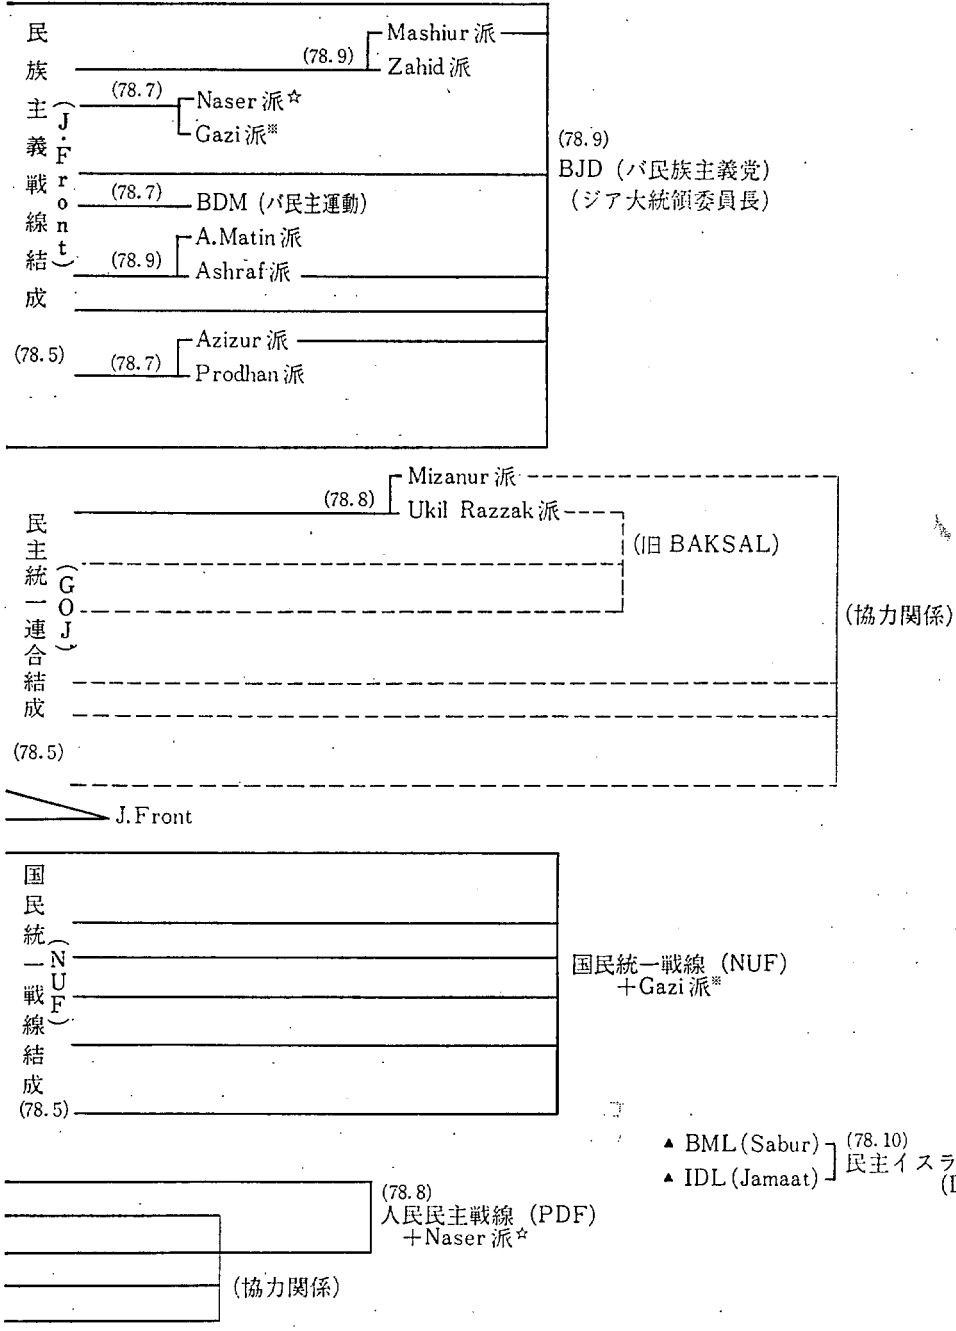 民族主義戦線結成
(J.Front)
(78.5)
(78.9)
Mashiur 派
Zahid 派
(78.7)
Naser 派☆
Gazi 派※
(78.7)
BDM (バ民主運動)
(78.9)
A.Matin 派
Ashraf 派
(78.7)
Azizur 派
Prodhan 派
(78.9)
BJD (バ民族主義党)
(ジア大統領委員長)
民主統一連合結成
(GOJ)
(78.5)
(78.8)
Mizanur 派
Ukil Razzak 派
(旧 BAKSAL)
(協力関係)
J.Front
国民統一戦線結成
(NUF)
(78.5)
国民統一戦線 (NUF)
+Gazi 派※
▲ BML (Sabur)
▲ IDL (Jamaat)
(78.10)
民主イスラ
(78.8)
人民民主戦線 (PDF)
+Naser 派☆
(協力関係)